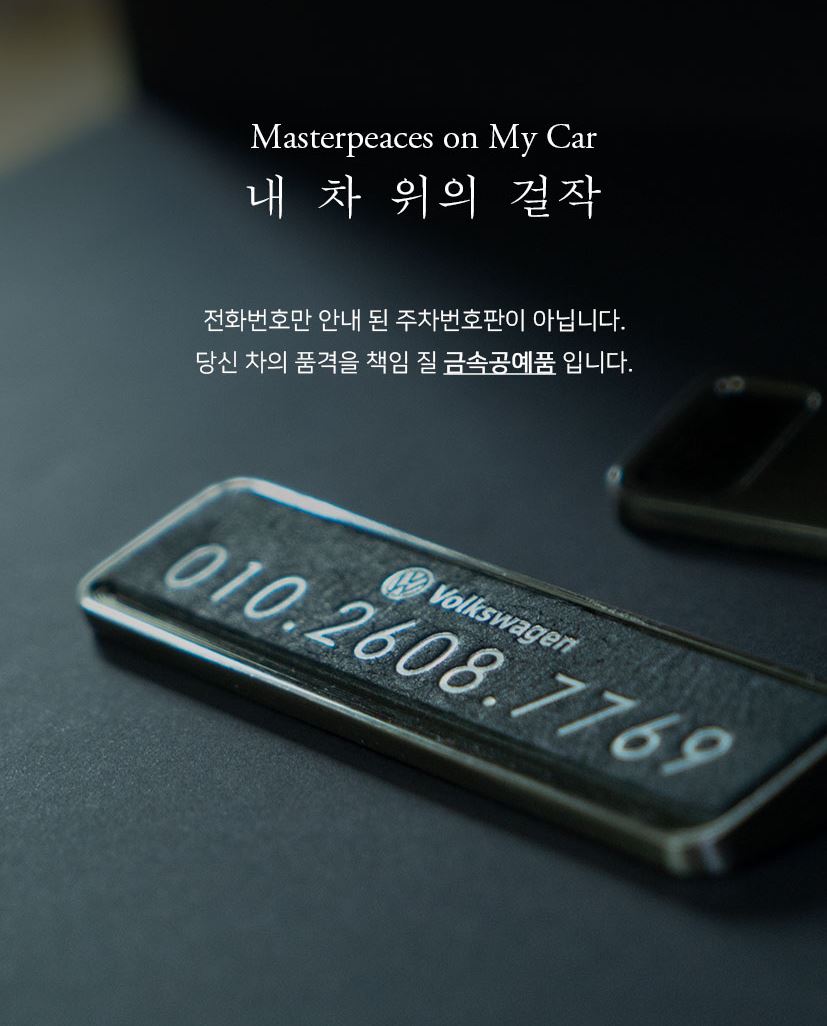 Masterpeaces on My Car
내 차 위의 걸작
전화번호만 안내 된 주차번호판이 아닙니다.
당신 차의 품격을 책임 질 금속공예품 입니다.
Volkswagen
010.2608.7769